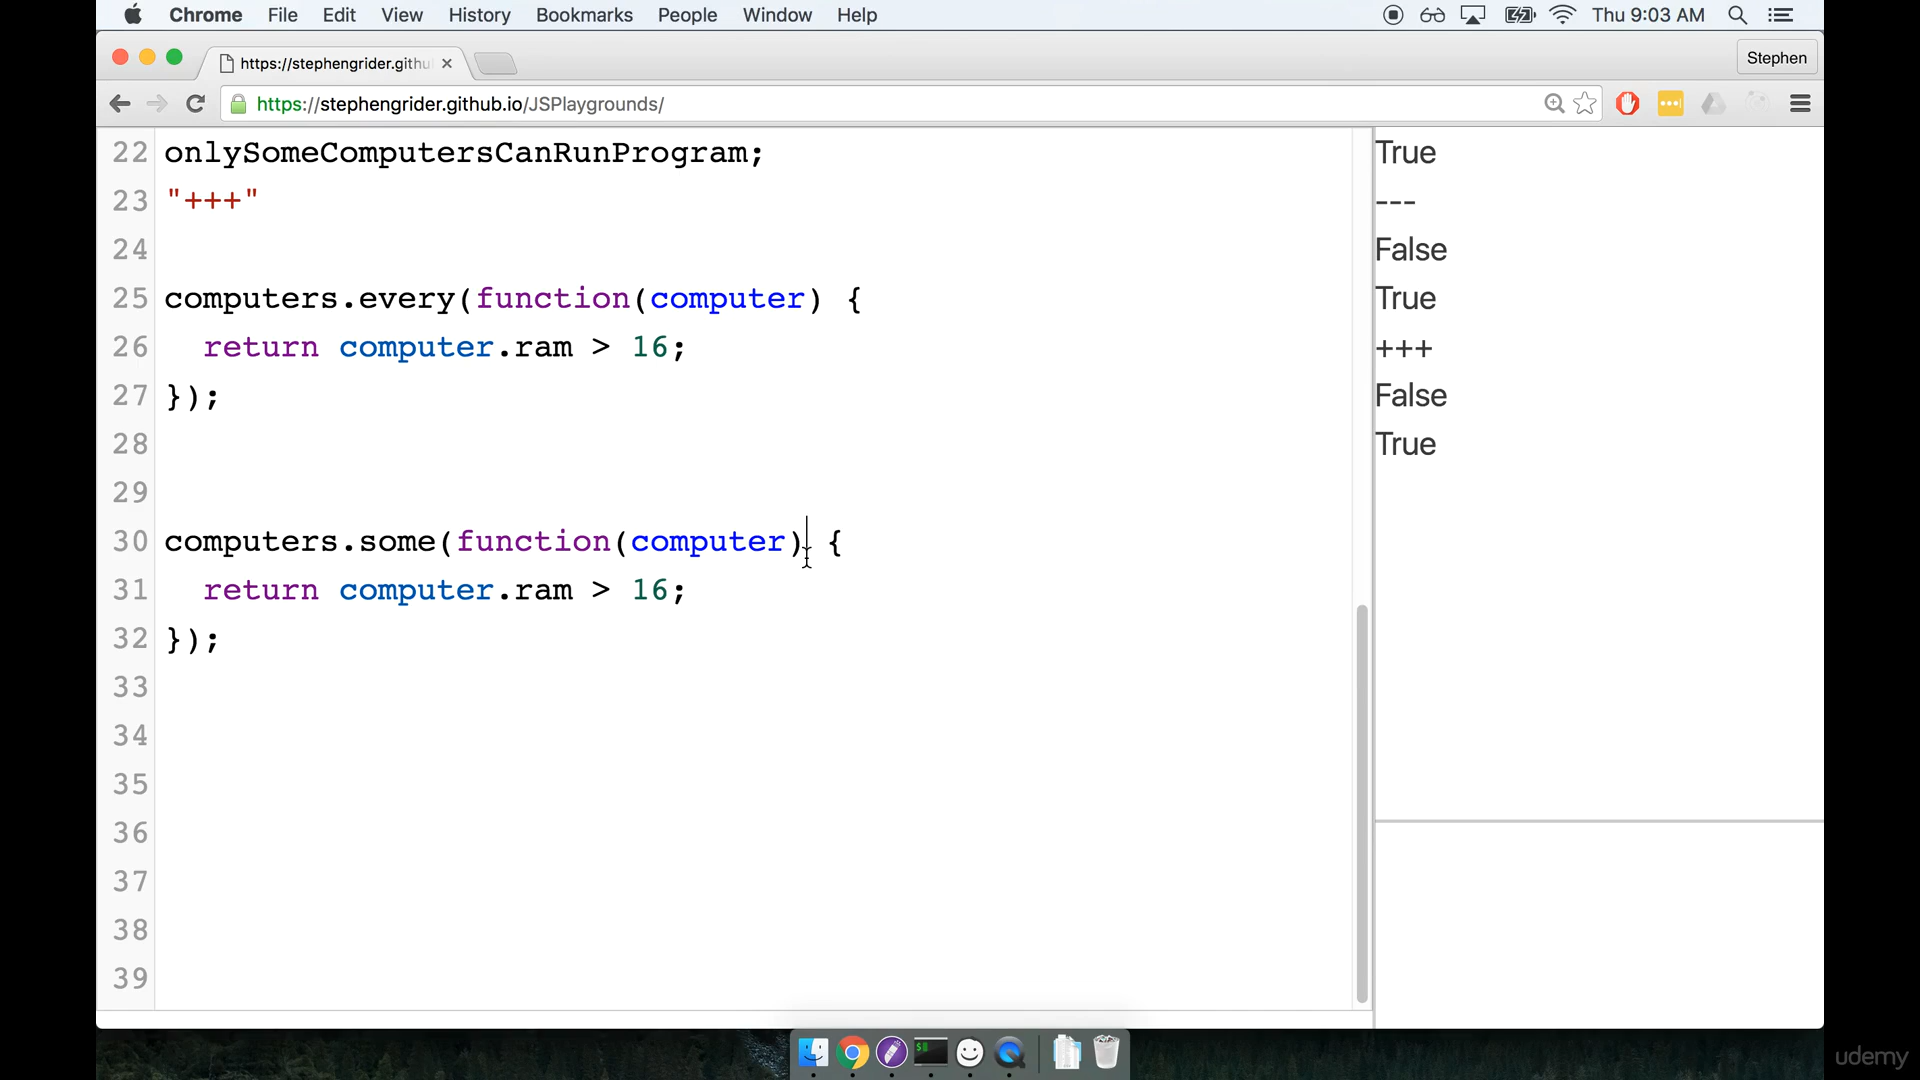 Chrome File Edit View History Bookmarks People Window Help Thu 9:03 AM
https://stephengrider.githu Stephen
https://stephengrider.github.io/JSPlaygrounds/
22 onlySomeComputersCanRunProgram;
23 "+++"
24
25 computers.every(function(computer) {
26 return computer.ram > 16;
27 });
28
29
30 computers.some(function(computer) {
31 return computer.ram > 16;
32 });
33
34
35
36
37
38
39
True
---
False
True
+++
False
True
udemy